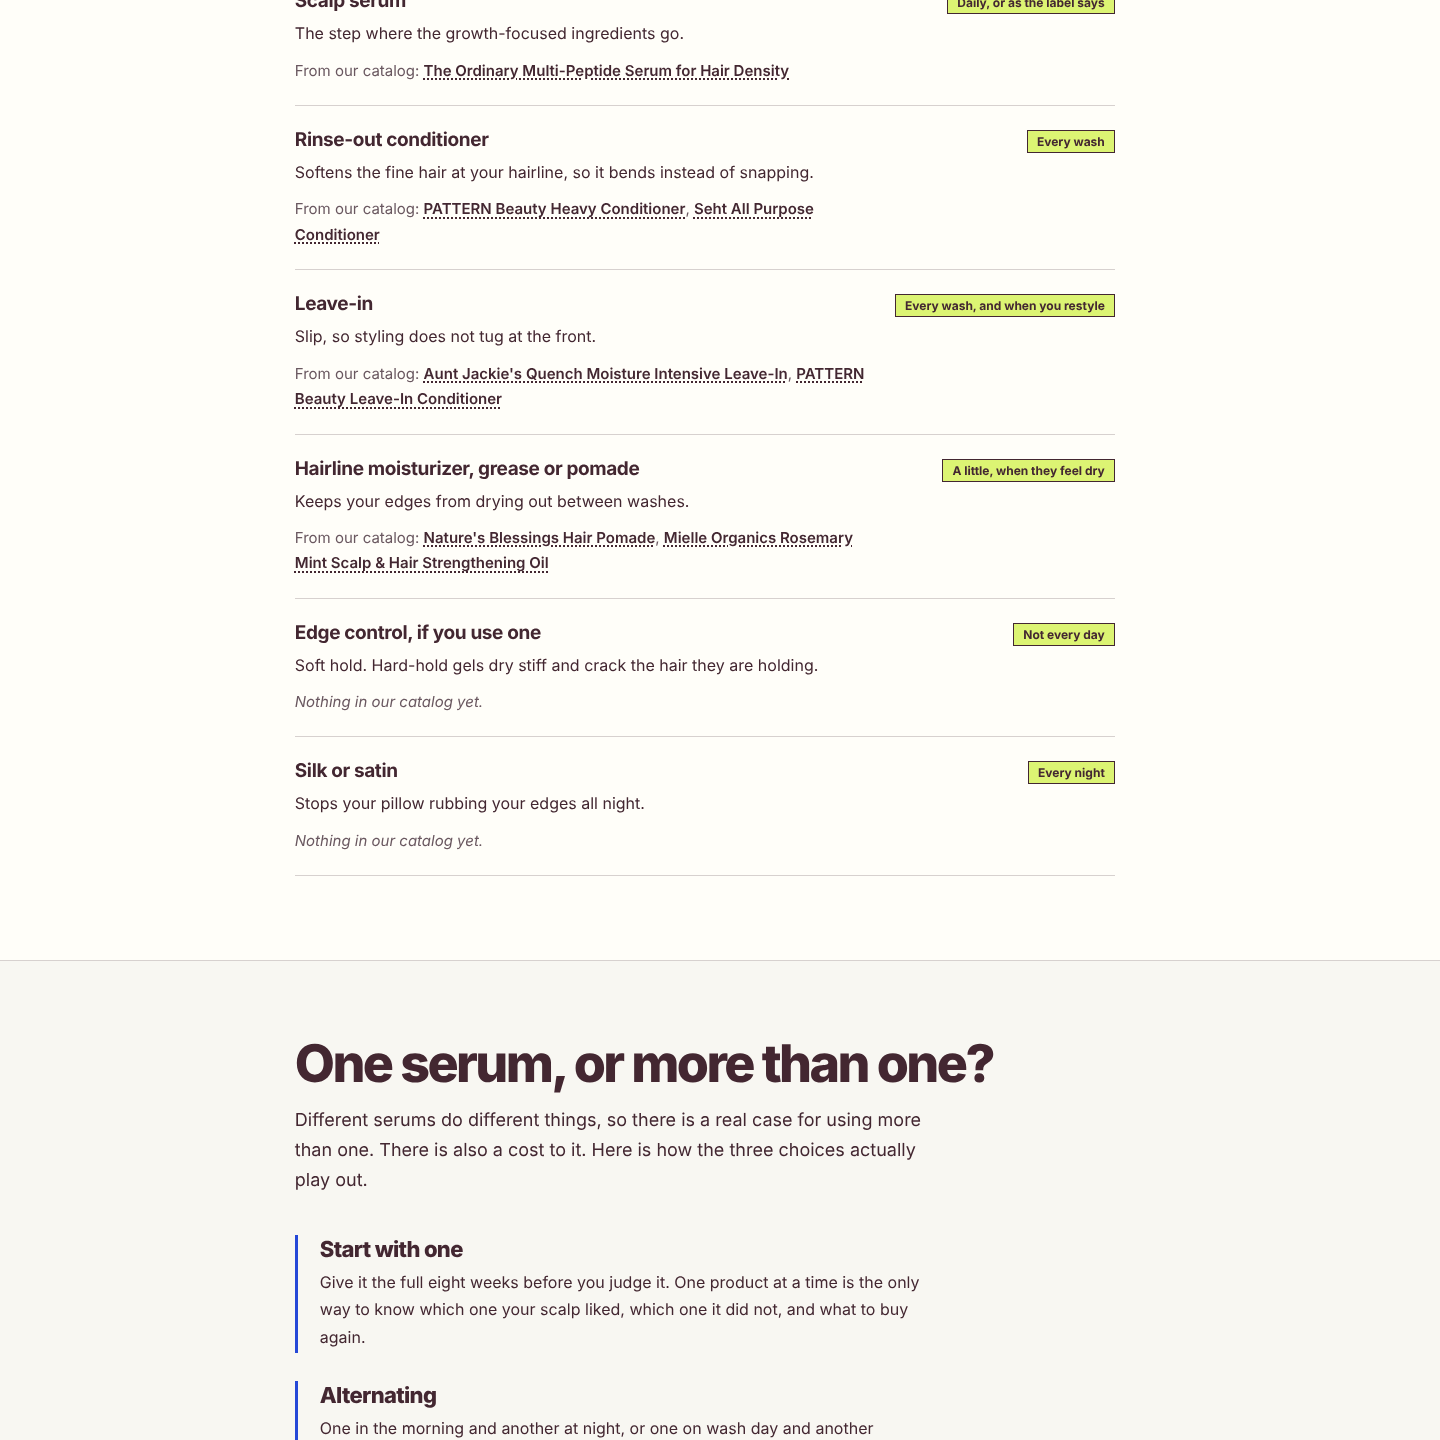 Scalp serum
Daily, or as the label says
The step where the growth-focused ingredients go.
From our catalog: The Ordinary Multi-Peptide Serum for Hair Density
Rinse-out conditioner
Every wash
Softens the fine hair at your hairline, so it bends instead of snapping.
From our catalog: PATTERN Beauty Heavy Conditioner, Seht All Purpose
Conditioner
Leave-in
Every wash, and when you restyle
Slip, so styling does not tug at the front.
From our catalog: Aunt Jackie's Quench Moisture Intensive Leave-In, PATTERN
Beauty Leave-In Conditioner
Hairline moisturizer, grease or pomade
A little, when they feel dry
Keeps your edges from drying out between washes.
From our catalog: Nature's Blessings Hair Pomade, Mielle Organics Rosemary
Mint Scalp & Hair Strengthening Oil
Edge control, if you use one
Not every day
Soft hold. Hard-hold gels dry stiff and crack the hair they are holding.
Nothing in our catalog yet.
Silk or satin
Every night
Stops your pillow rubbing your edges all night.
Nothing in our catalog yet.
One serum, or more than one?
Different serums do different things, so there is a real case for using more
than one. There is also a cost to it. Here is how the three choices actually
play out.
Start with one
Give it the full eight weeks before you judge it. One product at a time is the only
way to know which one your scalp liked, which one it did not, and what to buy
again.
Alternating
One in the morning and another at night, or one on wash day and another